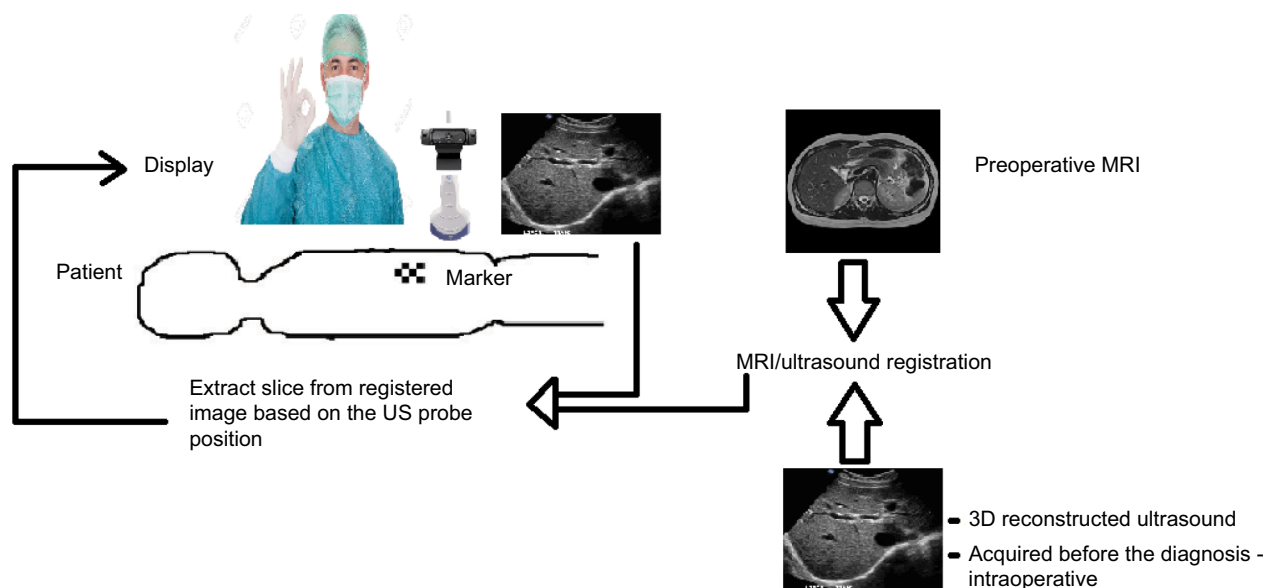 Display
Preoperative MRI
Patient
Marker
MRI/ultrasound registration
Extract slice from registered
image based on the US probe
position
3D reconstructed ultrasound
Acquired before the diagnosis -
intraoperative